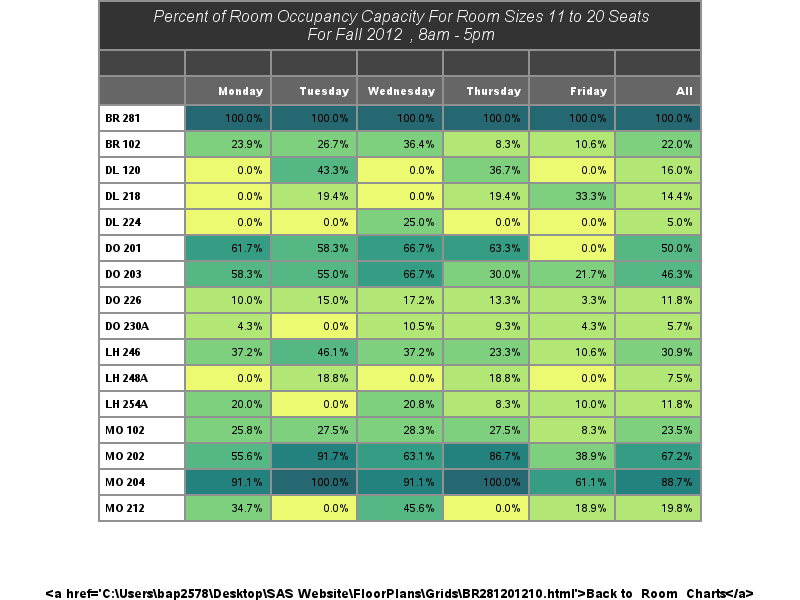 Percent of Room Occupancy Capacity For Room Sizes 11 to 20 Seats
For Fall 2012 , 8am - 5pm
Monday Tuesday Wednesday Thursday Friday All
BR 281 100.0% 100.0% 100.0% 100.0% 100.0% 100.0%
BR 102 23.9% 26.7% 36.4% 8.3% 10.6% 22.0%
DL 120 0.0% 43.3% 0.0% 36.7% 0.0% 16.0%
DL 218 0.0% 19.4% 0.0% 19.4% 33.3% 14.4%
DL 224 0.0% 0.0% 25.0% 0.0% 0.0% 5.0%
DO 201 61.7% 58.3% 66.7% 63.3% 0.0% 50.0%
DO 203 58.3% 55.0% 66.7% 30.0% 21.7% 46.3%
DO 226 10.0% 15.0% 17.2% 13.3% 3.3% 11.8%
DO 230A 4.3% 0.0% 10.5% 9.3% 4.3% 5.7%
LH 246 37.2% 46.1% 37.2% 23.3% 10.6% 30.9%
LH 248A 0.0% 18.8% 0.0% 18.8% 0.0% 7.5%
LH 254A 20.0% 0.0% 20.8% 8.3% 10.0% 11.8%
MO 102 25.8% 27.5% 28.3% 27.5% 8.3% 23.5%
MO 202 55.6% 91.7% 63.1% 86.7% 38.9% 67.2%
MO 204 91.1% 100.0% 91.1% 100.0% 61.1% 88.7%
MO 212 34.7% 0.0% 45.6% 0.0% 18.9% 19.8%
<a href='C:\Users\bap2578\Desktop\SAS Website\FloorPlans\Grids\BR281201210.html'>Back to Room Charts</a>